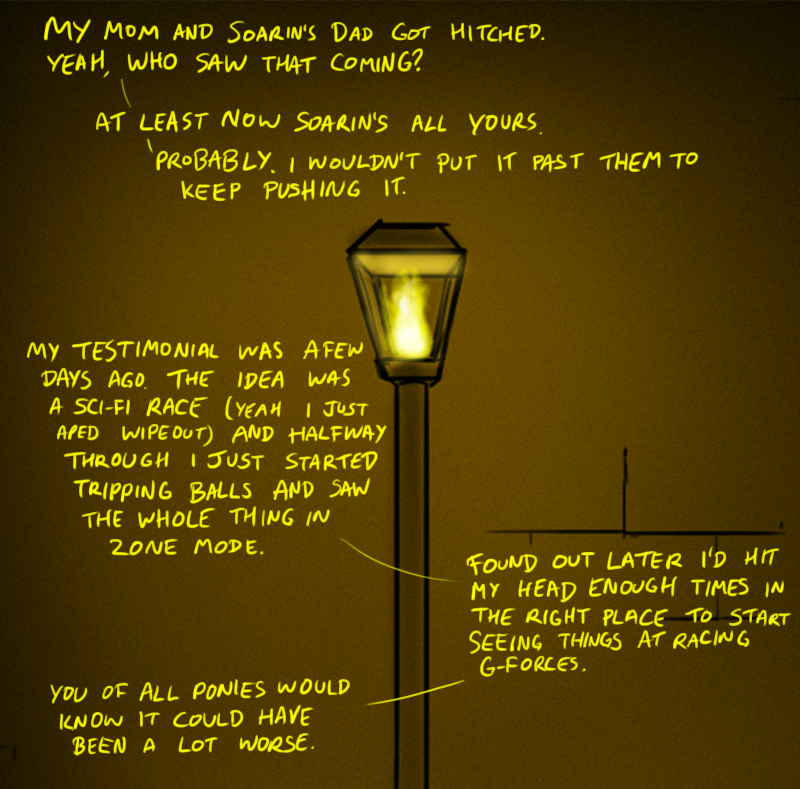 MY MOM AND SOARIN'S DAD GOT HITCHED.
YEAH, WHO SAW THAT COMING?
AT LEAST NOW SOARIN'S ALL YOURS.
PROBABLY. I WOULDN'T PUT IT PAST THEM TO
KEEP PUSHING IT.
MY TESTIMONIAL WAS A FEW
DAYS AGO. THE IDEA WAS
A SCI-FI RACE (YEAH I JUST
APED WIPEOUT) AND HALFWAY
THROUGH I JUST STARTED
TRIPPING BALLS AND SAW
THE WHOLE THING IN
ZONE MODE.
FOUND OUT LATER I'D HIT
MY HEAD ENOUGH TIMES IN
THE RIGHT PLACE TO START
SEEING THINGS AT RACING
G-FORCES.
YOU OF ALL PONIES WOULD
KNOW IT COULD HAVE
BEEN A LOT WORSE.